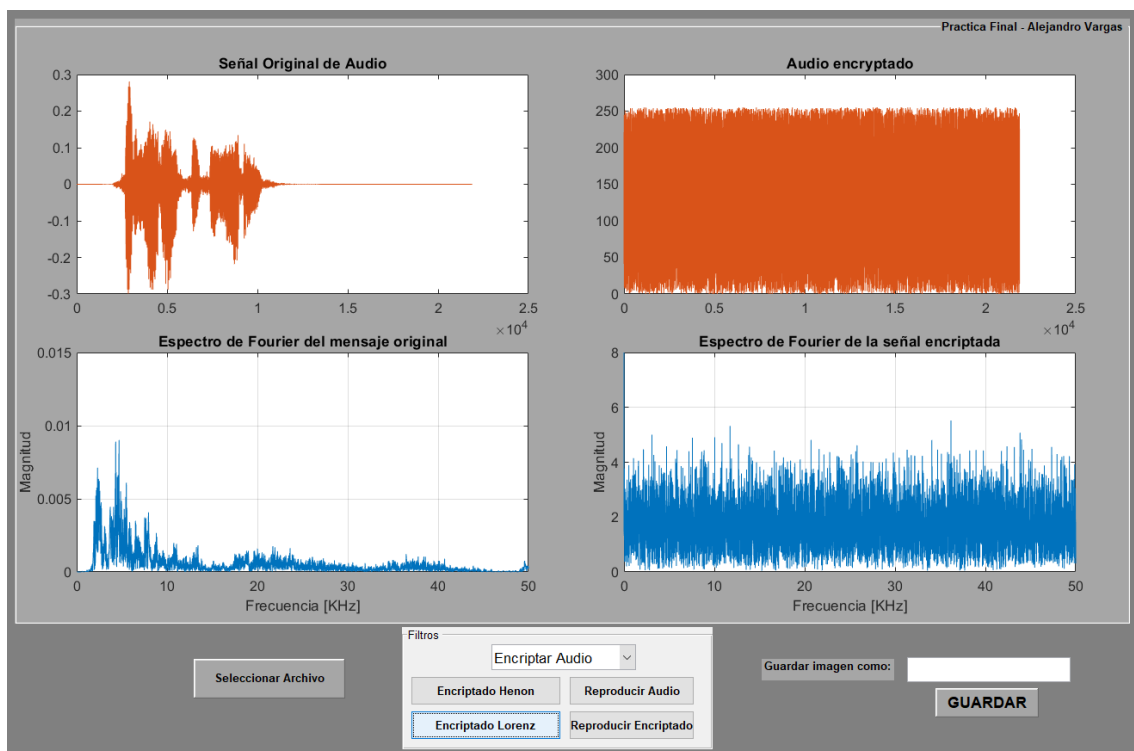 Practica Final - Alejandro Vargas
Señal Original de Audio
0.3
0.2
0.1
0
-0.1
-0.2
-0.3
0 0.5 1 1.5 2 2.5
×10^4
Audio encryptado
300
250
200
150
100
50
0
0 0.5 1 1.5 2 2.5
×10^4
Espectro de Fourier del mensaje original
0.015
0.01
0.005
0
Magnitud
0 10 20 30 40 50
Frecuencia [KHz]
Espectro de Fourier de la señal encriptada
8
6
4
2
0
Magnitud
0 10 20 30 40 50
Frecuencia [KHz]
Seleccionar Archivo
Filtros
Encriptar Audio
Encriptado Henon Reproducir Audio
Encriptado Lorenz Reproducir Encriptado
Guardar imagen como:
GUARDAR